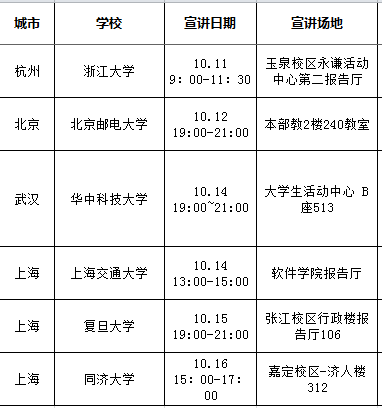 城市 学校 宣讲日期 宣讲场地
杭州 浙江大学 10.11
9：00-11：30 玉泉校区永谦活动
中心第二报告厅
北京 北京邮电大学 10.12
19:00-21:00 本部教2楼240教室
武汉 华中科技大学 10.14
19:00~21:00 大学生活动中心 B
座513
上海 上海交通大学 10.14
13:00-15:00 软件学院报告厅
上海 复旦大学 10.15
19:00-21:00 张江校区行政楼报
告厅106
上海 同济大学 10.16
15：00-17：
00 嘉定校区-济人楼
312